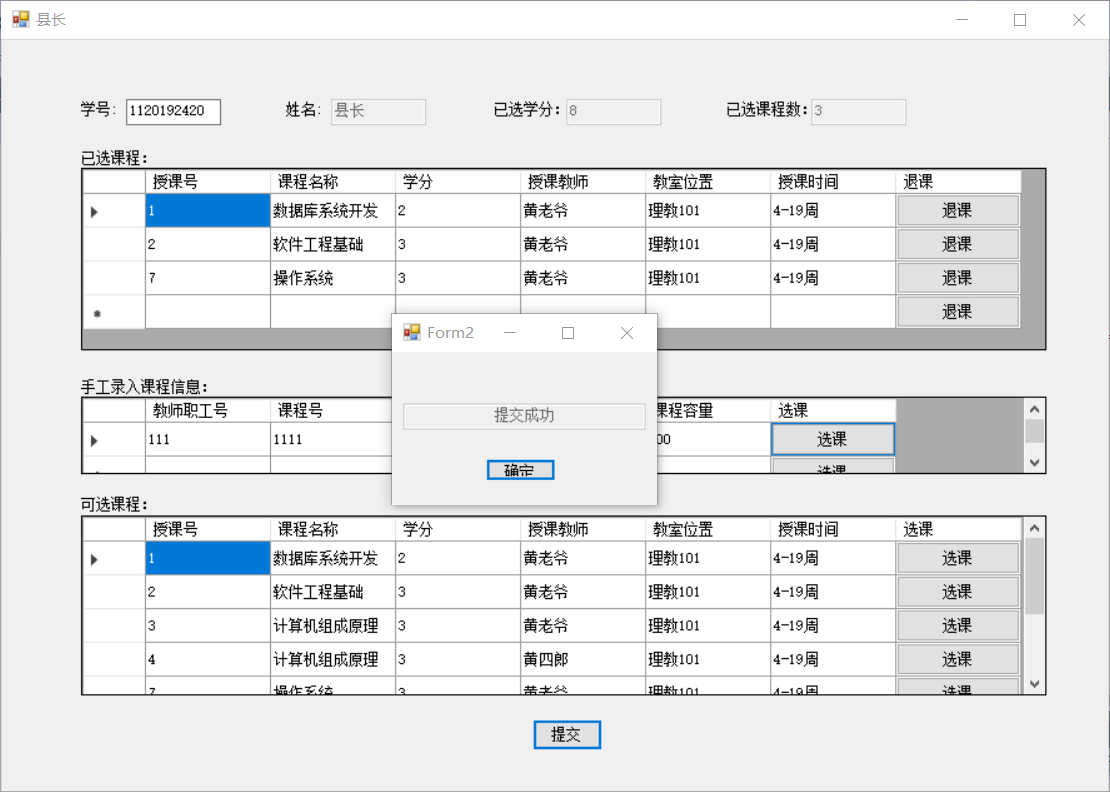 县长
学号： 1120192420 姓名： 县长 已选学分： 8 已选课程数： 3
已选课程：
授课号 课程名称 学分 授课教师 教室位置 授课时间 退课
1 数据库系统开发 2 黄老爷 理教101 4-19周 退课
2 软件工程基础 3 黄老爷 理教101 4-19周 退课
7 操作系统 3 黄老爷 理教101 4-19周 退课
退课
Form2
提交成功
确定
手工录入课程信息：
教师职工号 课程号 课程容量 选课
111 1111 00 选课
选课
可选课程：
授课号 课程名称 学分 授课教师 教室位置 授课时间 选课
1 数据库系统开发 2 黄老爷 理教101 4-19周 选课
2 软件工程基础 3 黄老爷 理教101 4-19周 选课
3 计算机组成原理 3 黄老爷 理教101 4-19周 选课
4 计算机组成原理 3 黄四郎 理教101 4-19周 选课
7 操作系统 3 黄老爷 理教101 4-19周 选课
提交